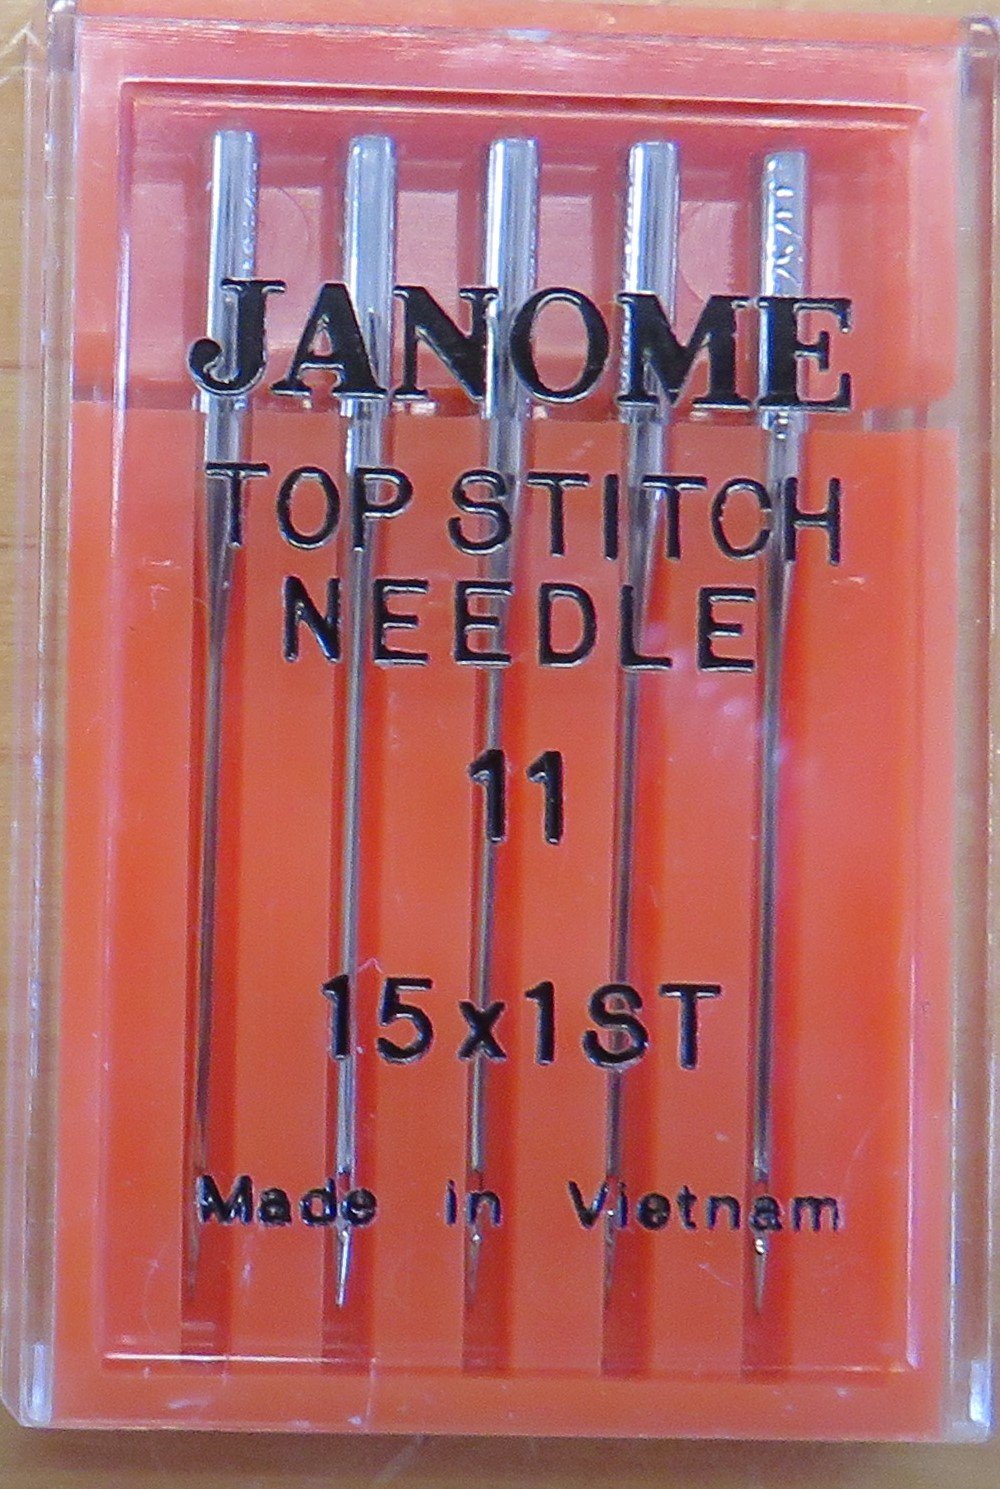 JANOME
TOP STITCH
NEEDLE
11
15x1ST
Made in Vietnam